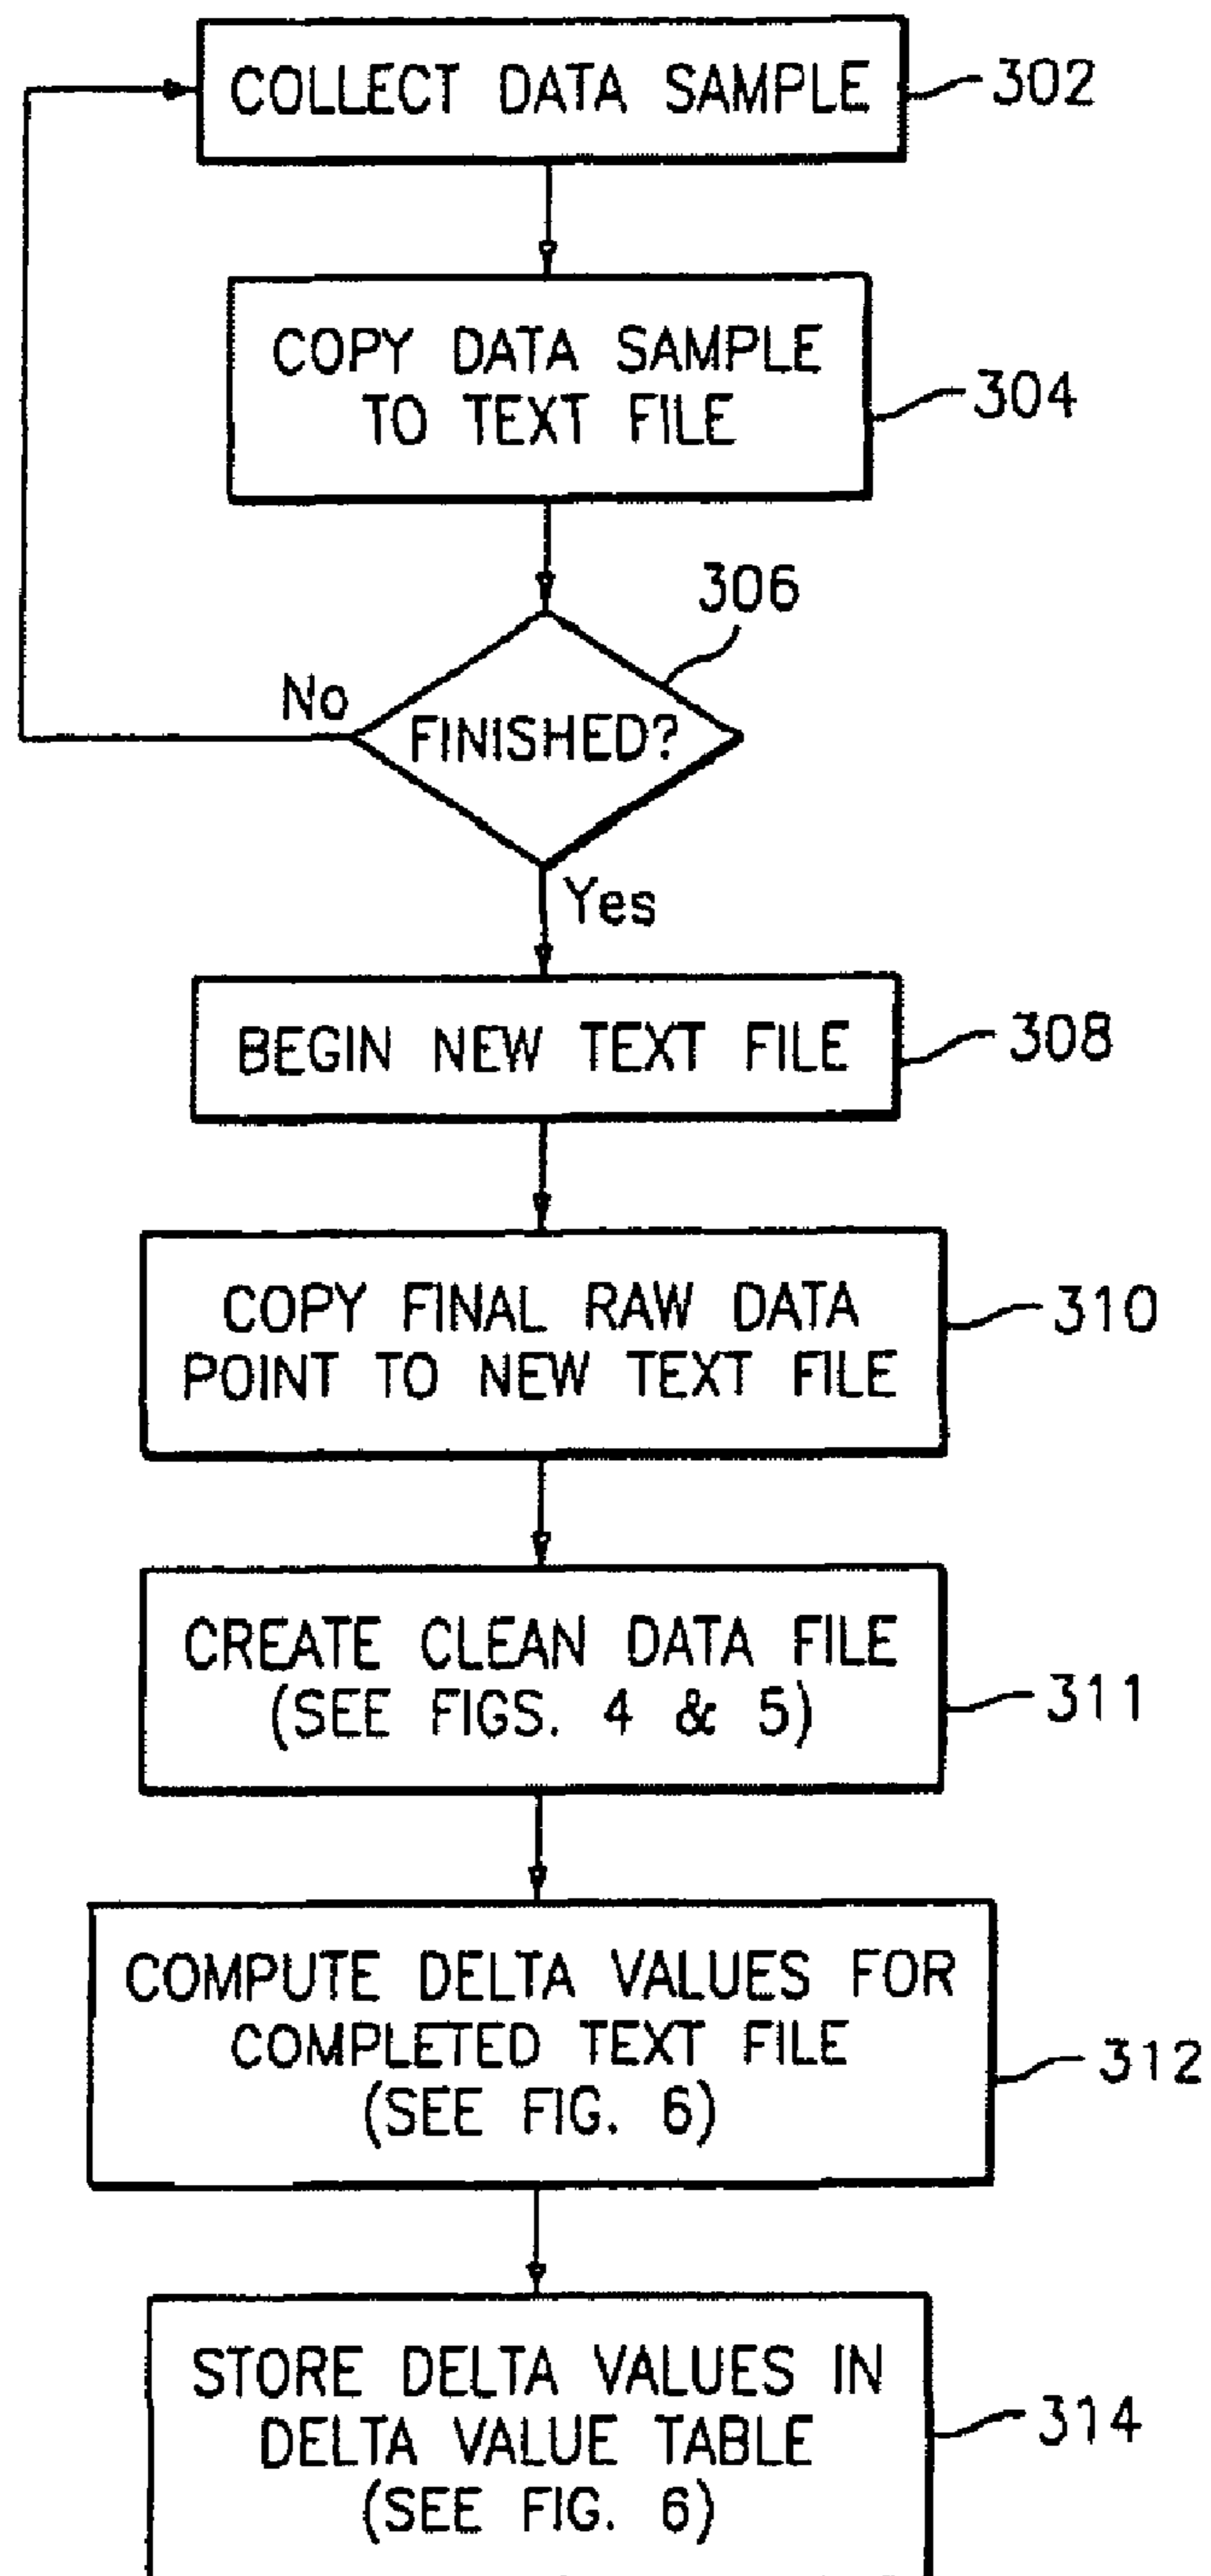 COLLECT DATA SAMPLE
302
COPY DATA SAMPLE
TO TEXT FILE
304
306
No
FINISHED?
Yes
BEGIN NEW TEXT FILE
308
COPY FINAL RAW DATA
POINT TO NEW TEXT FILE
310
CREATE CLEAN DATA FILE
(SEE FIGS. 4 & 5)
311
COMPUTE DELTA VALUES FOR
COMPLETED TEXT FILE
(SEE FIG. 6)
312
STORE DELTA VALUES IN
DELTA VALUE TABLE
(SEE FIG. 6)
314